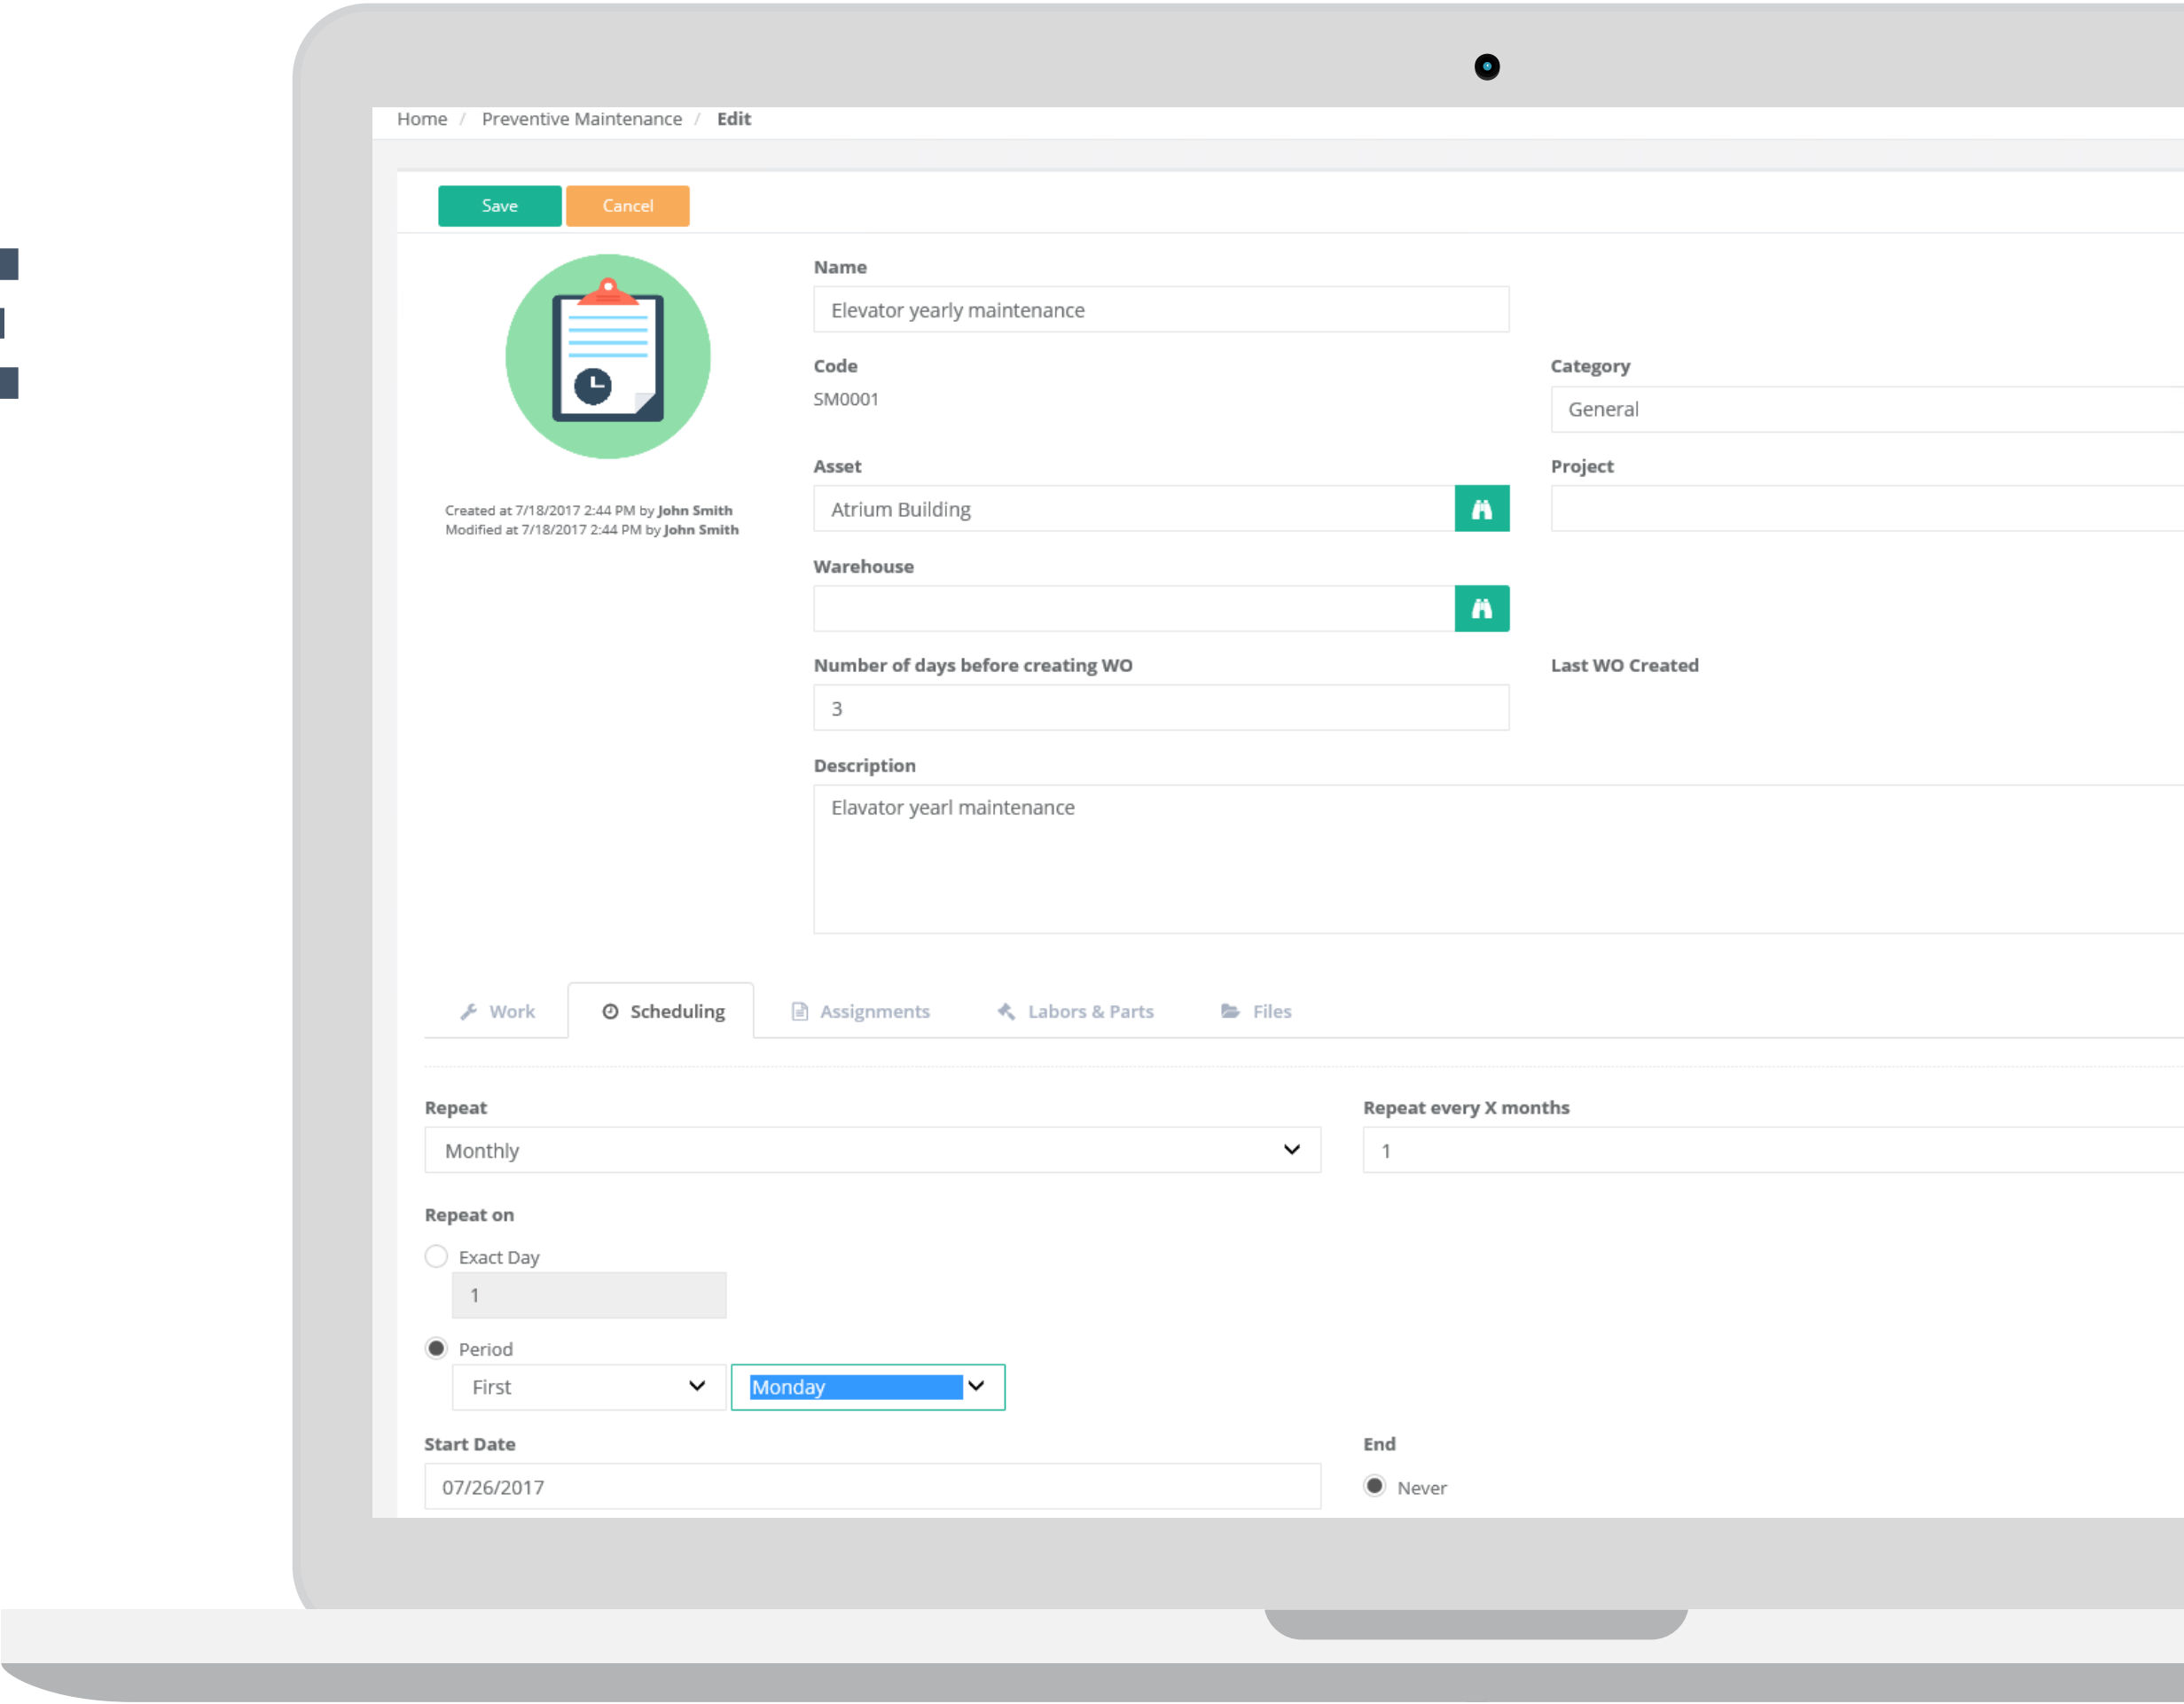 Home / Preventive Maintenance / Edit
Save Cancel
Name
Elevator yearly maintenance
Code Category
SM0001
General
Asset Project
Atrium Building
Created at 7/18/2017 2:44 PM by John Smith
Modified at 7/18/2017 2:44 PM by John Smith
Warehouse
Number of days before creating WO Last WO Created
3
Description
Elavator yearl maintenance
Work Scheduling Assignments Labors & Parts Files
Repeat Repeat every X months
Monthly 1
Repeat on
Exact Day
1
Period
First Monday
Start Date End
07/26/2017 Never